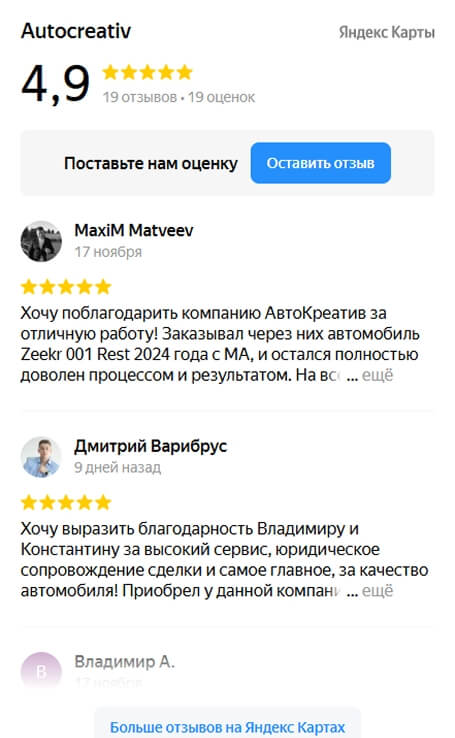 Autocreativ
Яндекс Карты
4,9
19 отзывов • 19 оценок
Поставьте нам оценку
Оставить отзыв
MaxiM Matveev
17 ноября
Хочу поблагодарить компанию АвтоКреатив за
отличную работу! Заказывал через них автомобиль
Zeekr 001 Rest 2024 года с МА, и остался полностью
доволен процессом и результатом. На все ... ещё
Дмитрий Варибрус
9 дней назад
Хочу выразить благодарность Владимиру и
Константину за высокий сервис, юридическое
сопровождение сделки и самое главное, за качество
автомобиля! Приобрел у данной компани ... ещё
В
Владимир А.
17 ноября
Больше отзывов на Яндекс Картах